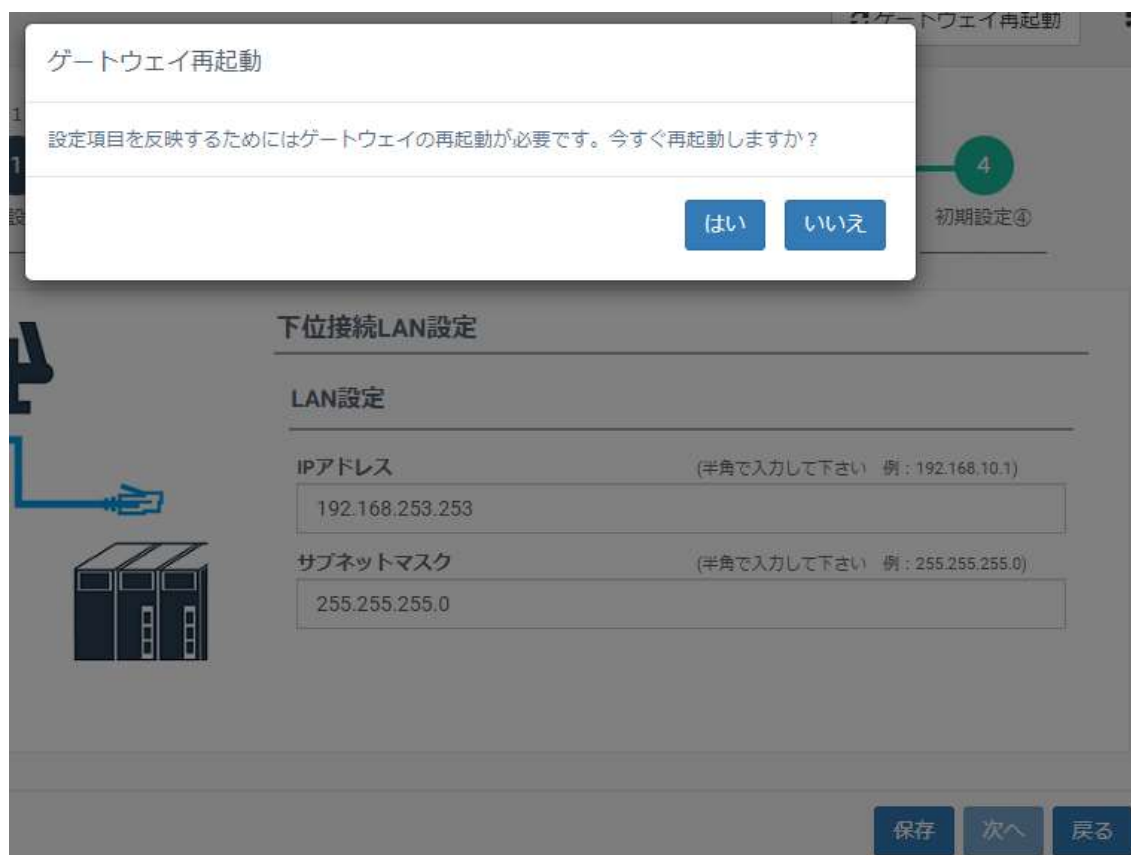 ゲートウェイ再起動
ゲートウェイ再起動
設定項目を反映するためにはゲートウェイの再起動が必要です。今すぐ再起動しますか？
はい いいえ
1
1
設
4
初期設定④
下位接続LAN設定
LAN設定
IPアドレス (半角で入力して下さい 例：192.168.10.1)
192.168.253.253
サブネットマスク (半角で入力して下さい 例：255.255.255.0)
255.255.255.0
保存 次へ 戻る